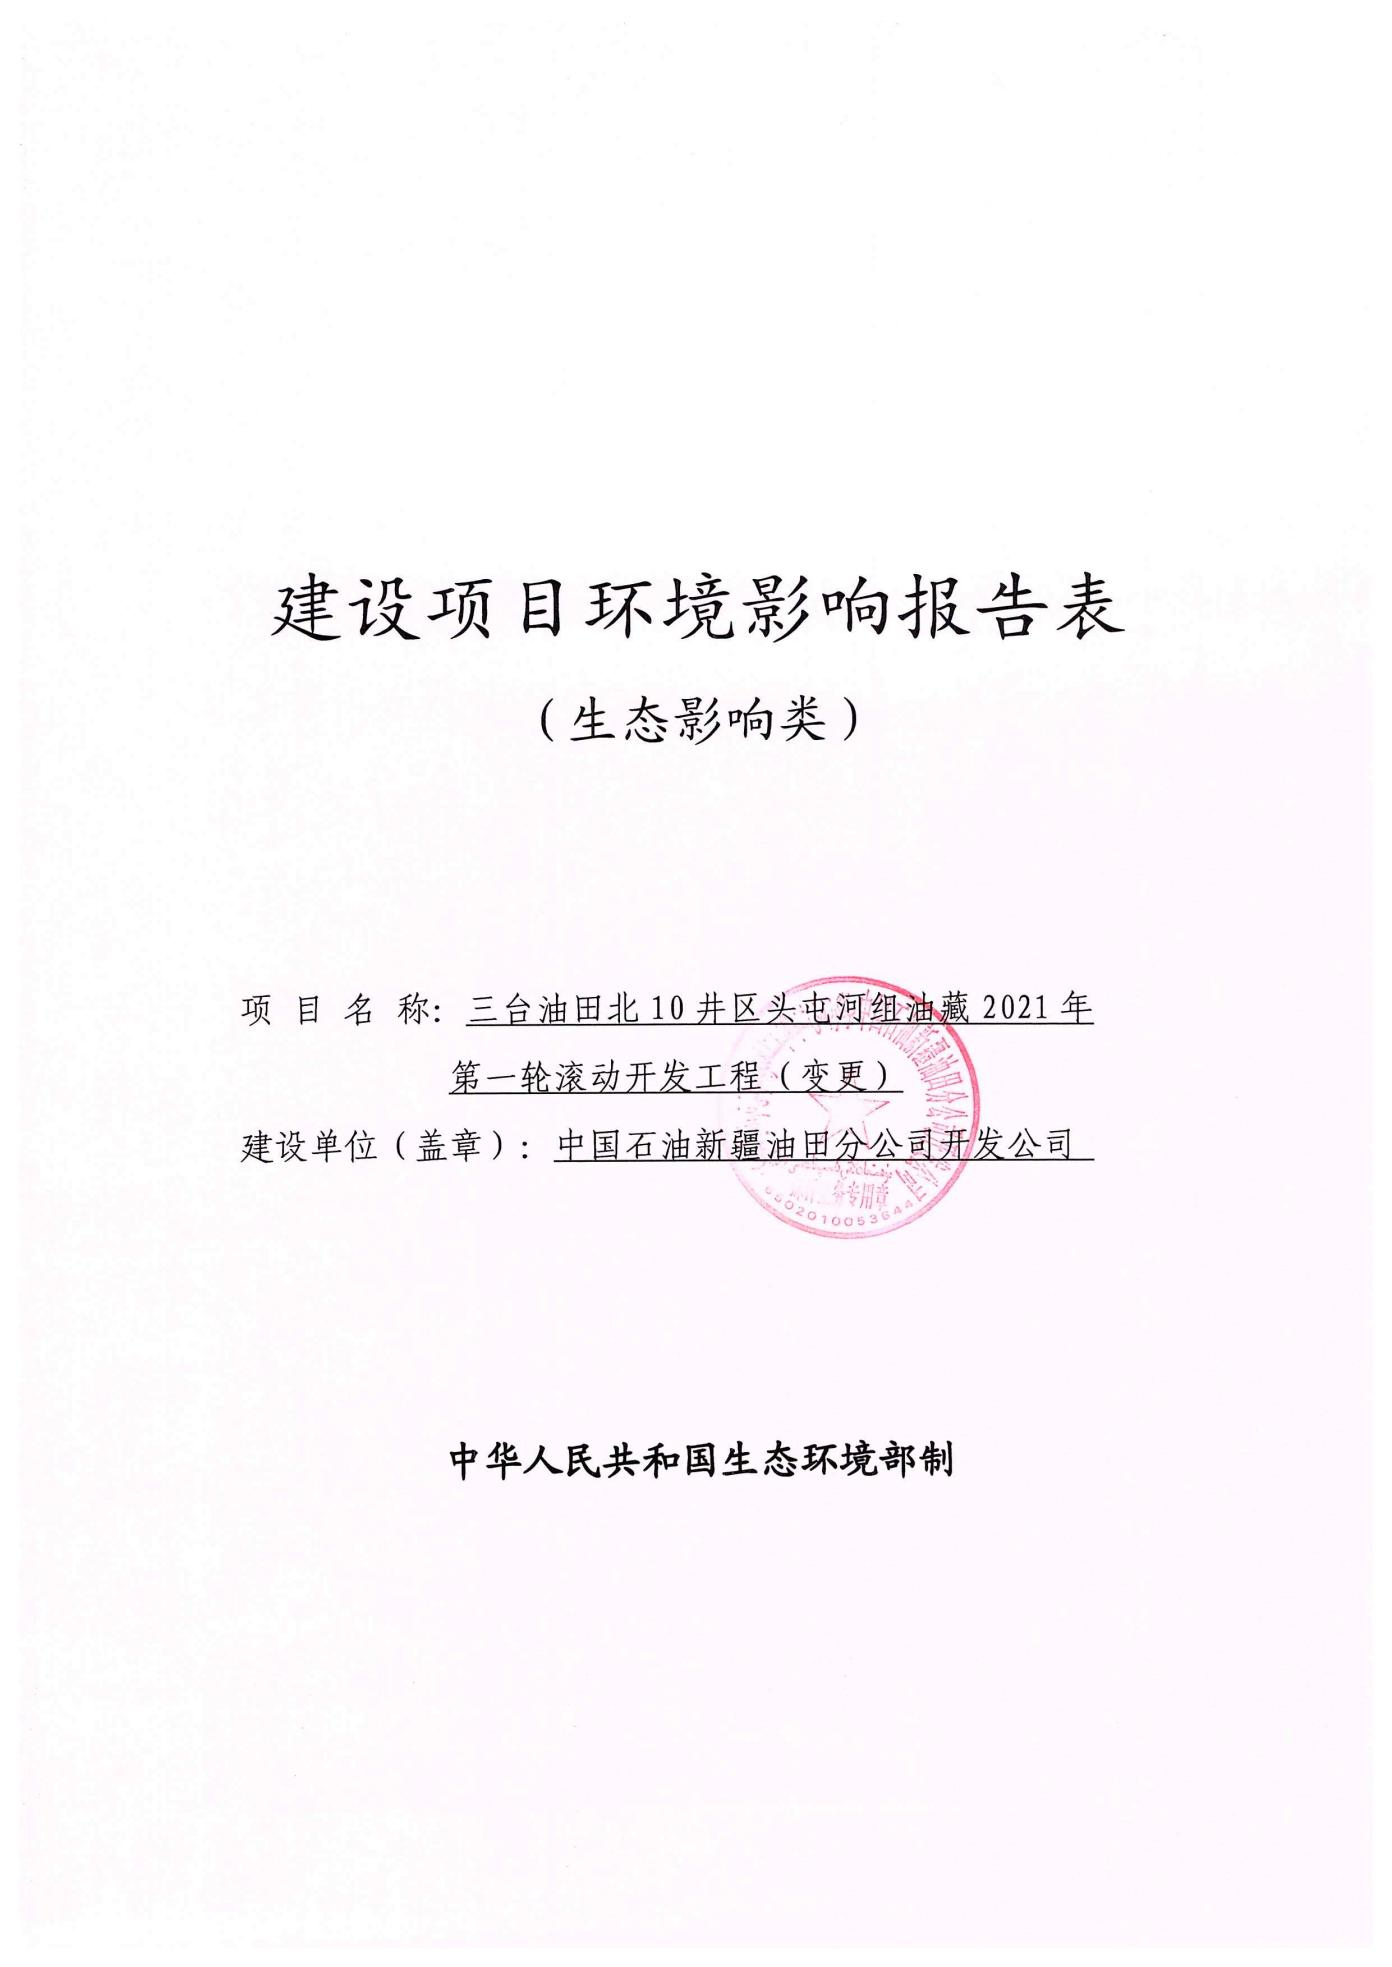 建设项目环境影响报告表
（生态影响类）
项目名称：三台油田北10井区头屯河组油藏2021年
第一轮滚动开发工程（变更）
建设单位（盖章）：中国石油新疆油田分公司开发公司
专用章
6502010053644
中华人民共和国生态环境部制